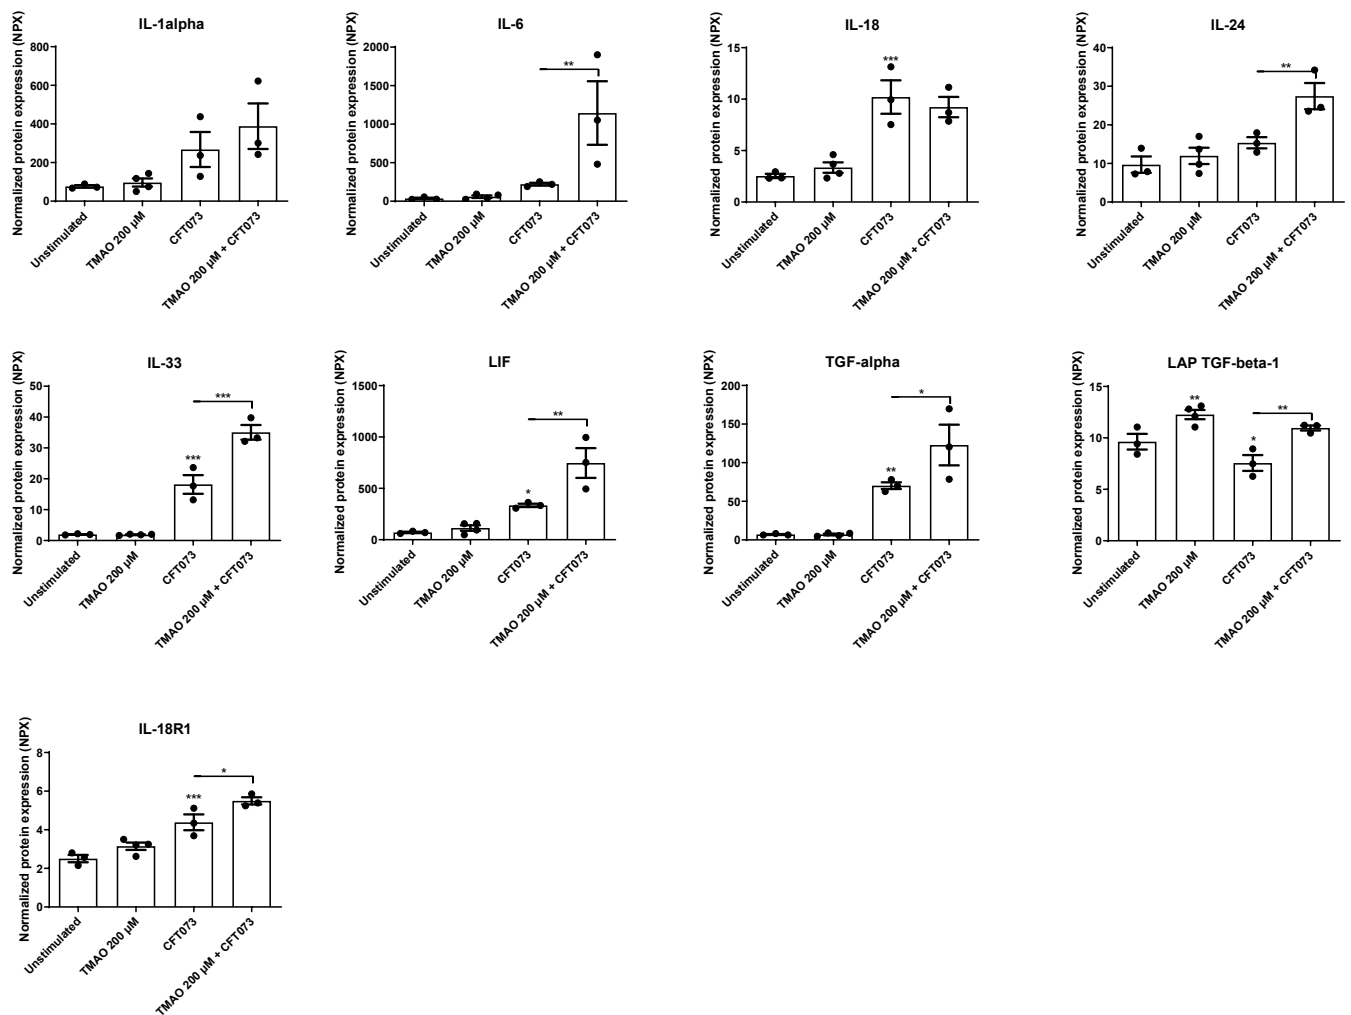 IL-1alpha
Normalized protein expression (NPX)
800
600
400
200
0
Unstimulated
TMAO 200 µM
CFT073
TMAO 200 µM + CFT073
IL-6
Normalized protein expression (NPX)
2000
1500
1000
500
0
**
Unstimulated
TMAO 200 µM
CFT073
TMAO 200 µM + CFT073
IL-18
Normalized protein expression (NPX)
15
10
5
0
***
Unstimulated
TMAO 200 µM
CFT073
TMAO 200 µM + CFT073
IL-24
Normalized protein expression (NPX)
40
30
20
10
0
**
Unstimulated
TMAO 200 µM
CFT073
TMAO 200 µM + CFT073
IL-33
Normalized protein expression (NPX)
50
40
30
20
10
0
***
***
Unstimulated
TMAO 200 µM
CFT073
TMAO 200 µM + CFT073
LIF
Normalized protein expression (NPX)
1500
1000
500
0
**
*
Unstimulated
TMAO 200 µM
CFT073
TMAO 200 µM + CFT073
TGF-alpha
Normalized protein expression (NPX)
200
150
100
50
0
*
**
Unstimulated
TMAO 200 µM
CFT073
TMAO 200 µM + CFT073
LAP TGF-beta-1
Normalized protein expression (NPX)
15
10
5
0
**
**
*
Unstimulated
TMAO 200 µM
CFT073
TMAO 200 µM + CFT073
IL-18R1
Normalized protein expression (NPX)
8
6
4
2
0
*
***
Unstimulated
TMAO 200 µM
CFT073
TMAO 200 µM + CFT073